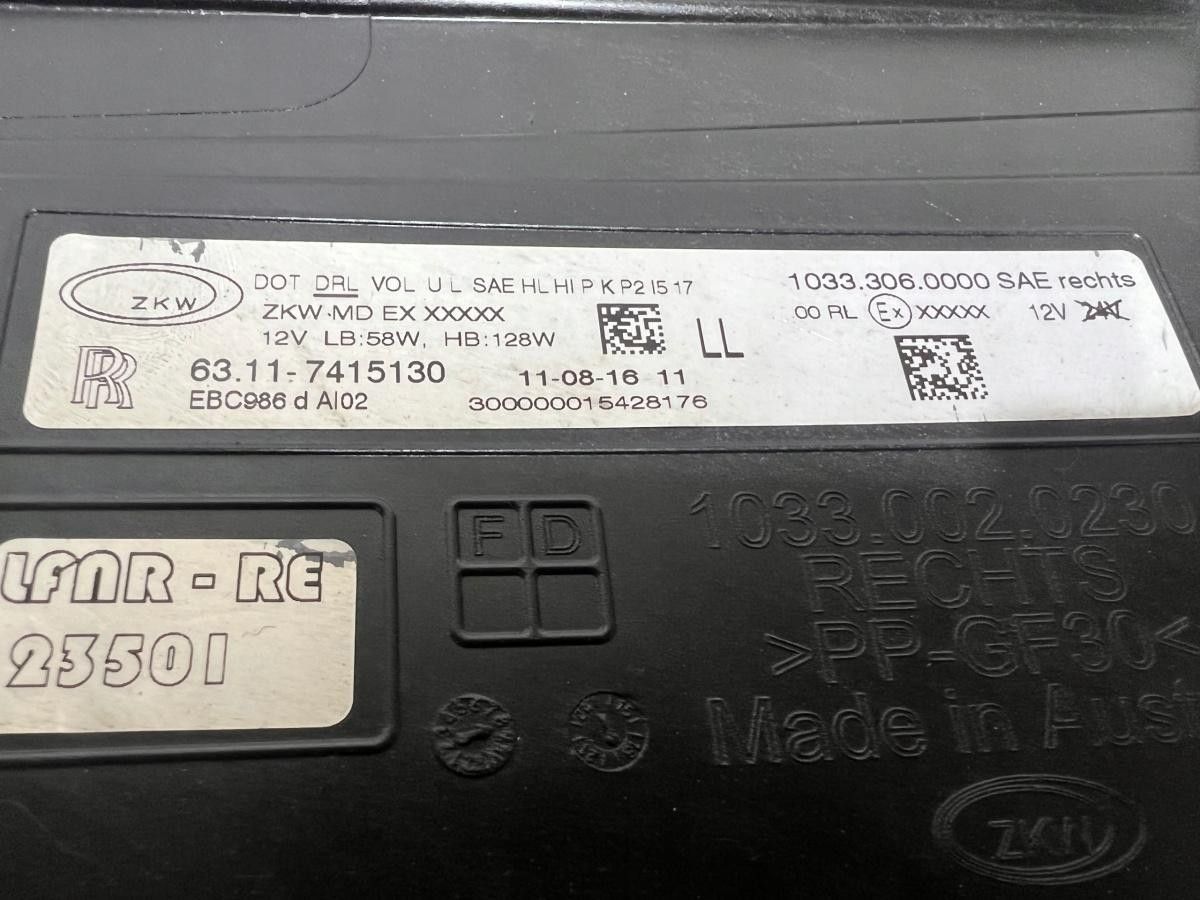 ZKW
DOT DRL VOL U L SAE HL HI P K P2 I5 17
ZKW MD EX XXXXX
12V LB:58W, HB:128W
LL
RR
63.11-7415130 11-08-16 11
EBC986 d AI02 300000015428176
1033.306.0000 SAE rechts
00 RL Ex XXXXX 12V 24V
LFNR - RE
23501
F D
1033.002.0230
RECHTS
>PP-GF30<
Made in Aust
ZKW